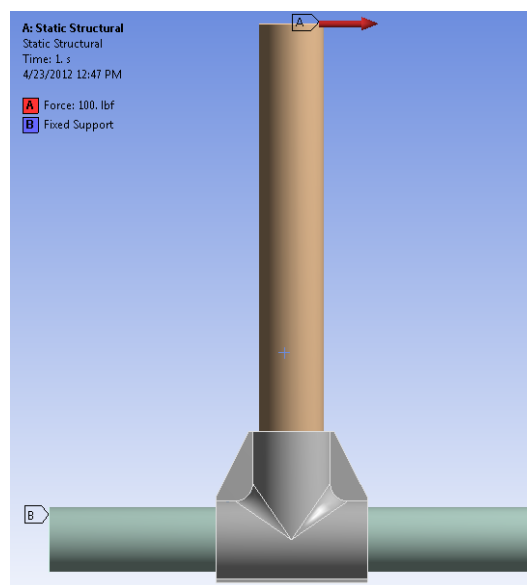 A: Static Structural
Static Structural
Time: 1. s
4/23/2012 12:47 PM
A Force: 100. lbf
B Fixed Support
A
B